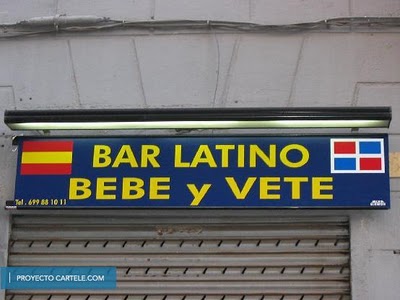 BAR LATINO
BEBE y VETE
Tel. 699 88 10 11
PROYECTO CARTELE.COM